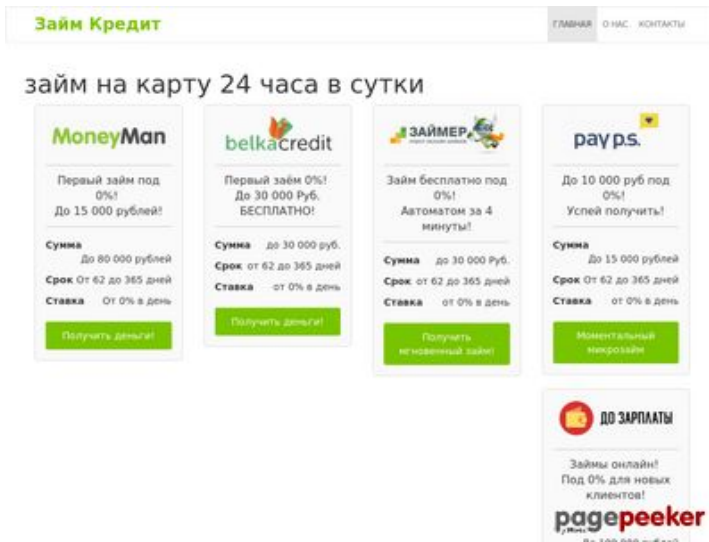 Займ Кредит
ГЛАВНАЯ О НАС КОНТАКТЫ
займ на карту 24 часа в сутки
MoneyMan
Первый займ под
0%!
До 15 000 рублей!
Сумма
До 80 000 рублей
Срок От 62 до 365 дней
Ставка От 0% в день
Получить деньги!
belkacredit
Первый заём 0%!
До 30 000 Руб.
БЕСПЛАТНО!
Сумма до 30 000 руб.
Срок от 62 до 365 дней
Ставка от 0% в день
Получить деньги!
ЗАЙМЕР
Займ бесплатно под
0%!
Автоматом за 4
минуты!
Сумма до 30 000 Руб.
Срок от 62 до 365 дней
Ставка от 0% в день
Получить
мгновенный займ!
pay p.s.
До 10 000 руб под
0%!
Успей получить!
Сумма
До 15 000 рублей
Срок От 62 до 365 дней
Ставка От 0% в день
Моментальный
микрозайм
ДО ЗАРПЛАТЫ
Займы онлайн!
Под 0% для новых
клиентов!
До 100 000 рублей
pagepeeker